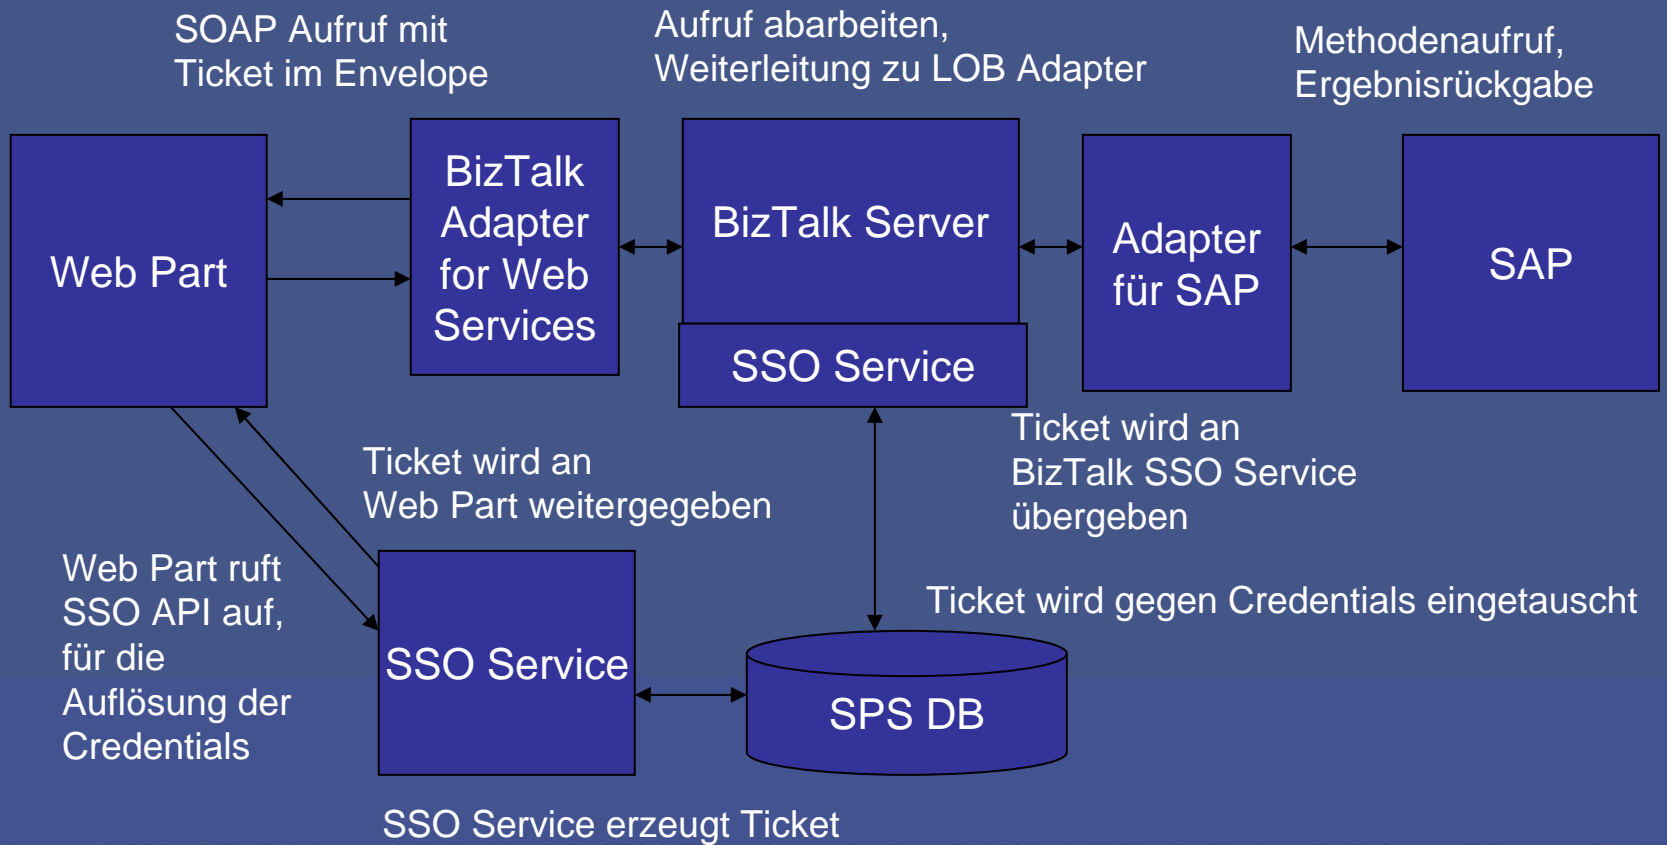 SOAP Aufruf mit
Ticket im Envelope
Aufruf abarbeiten,
Weiterleitung zu LOB Adapter
Methodenaufruf,
Ergebnisrückgabe
Web Part
BizTalk
Adapter
for Web
Services
BizTalk Server
SSO Service
Adapter
für SAP
SAP
Ticket wird an
Web Part weitergegeben
Ticket wird an
BizTalk SSO Service
übergeben
Web Part ruft
SSO API auf,
für die
Auflösung der
Credentials
SSO Service
Ticket wird gegen Credentials eingetauscht
SPS DB
SSO Service erzeugt Ticket